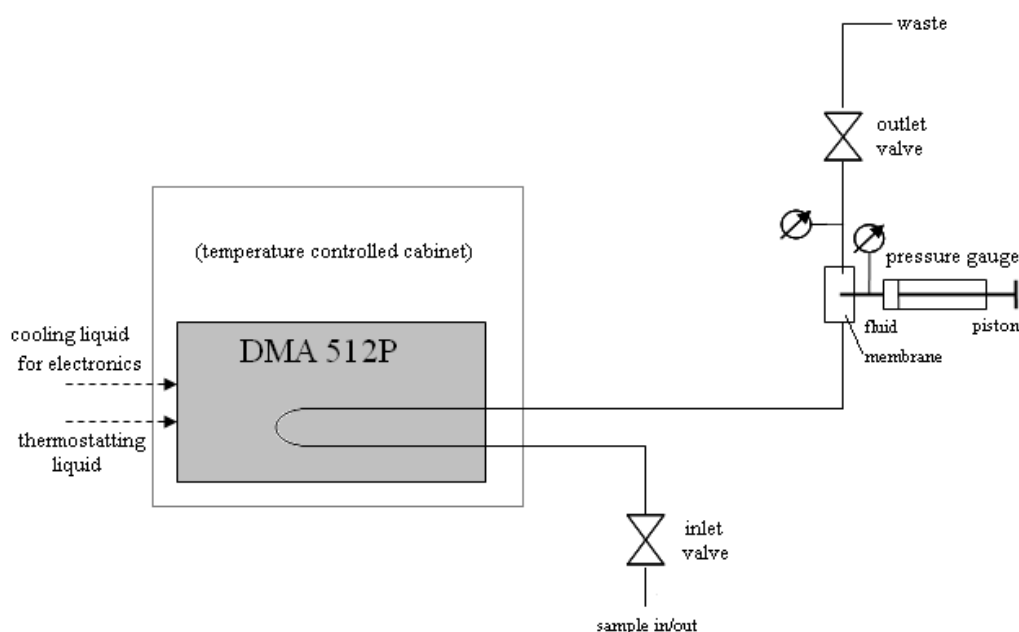 waste
outlet
valve
(temperature controlled cabinet)
pressure gauge
fluid
piston
membrane
cooling liquid
for electronics
DMA 512P
thermostatting
liquid
inlet
valve
sample in/out